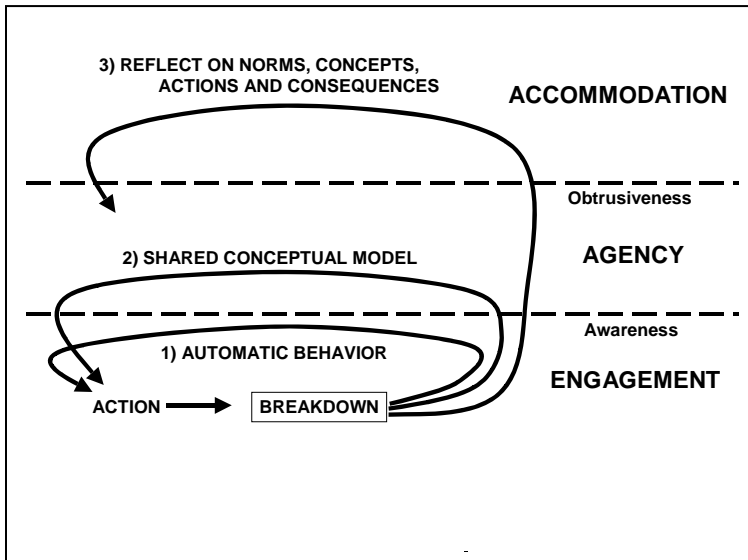 3) REFLECT ON NORMS, CONCEPTS,
ACTIONS AND CONSEQUENCES
ACCOMMODATION
Obtrusiveness
2) SHARED CONCEPTUAL MODEL
AGENCY
Awareness
1) AUTOMATIC BEHAVIOR
ENGAGEMENT
ACTION
BREAKDOWN